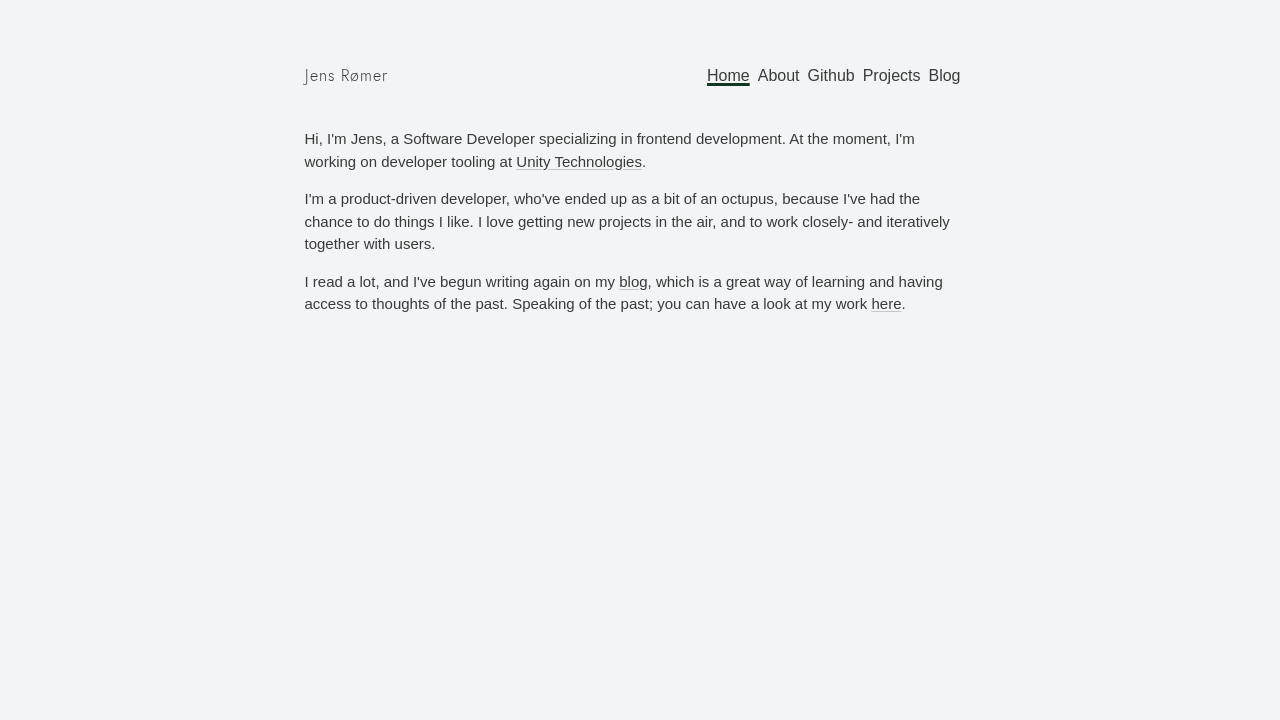 Jens Rømer
Home About Github Projects Blog
Hi, I'm Jens, a Software Developer specializing in frontend development. At the moment, I'm
working on developer tooling at Unity Technologies.
I'm a product-driven developer, who've ended up as a bit of an octupus, because I've had the
chance to do things I like. I love getting new projects in the air, and to work closely- and iteratively
together with users.
I read a lot, and I've begun writing again on my blog, which is a great way of learning and having
access to thoughts of the past. Speaking of the past; you can have a look at my work here.